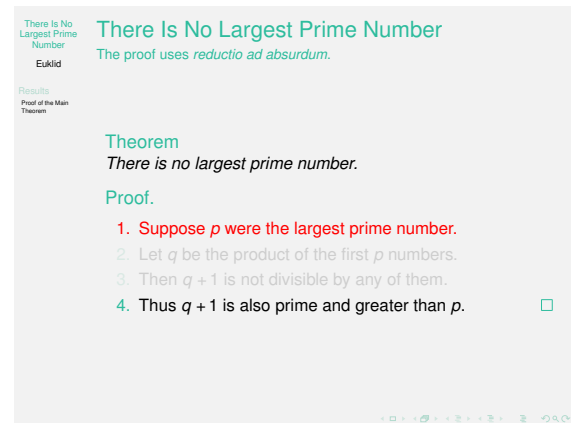 There Is No
Largest Prime
Number
Euklid
Results
Proof of the Main
Theorem
There Is No Largest Prime Number
The proof uses reductio ad absurdum.
Theorem
There is no largest prime number.
Proof.
1. Suppose p were the largest prime number.
2. Let q be the product of the first p numbers.
3. Then q + 1 is not divisible by any of them.
4. Thus q + 1 is also prime and greater than p.